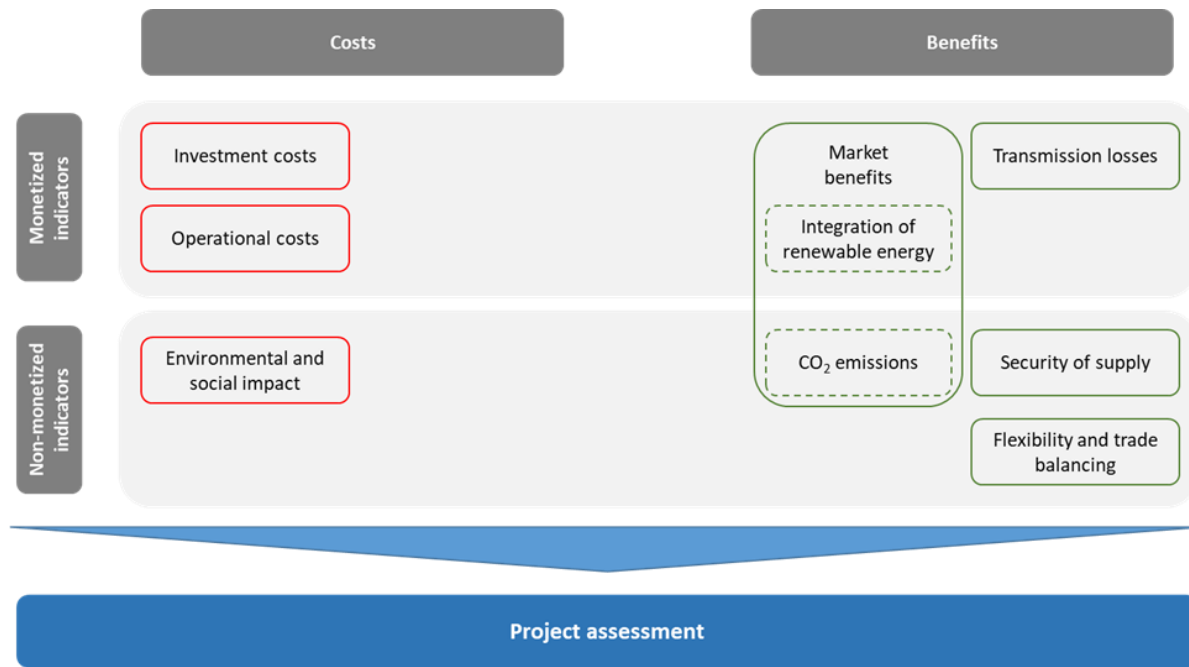 Costs
Benefits
Monetized
indicators
Investment costs
Operational costs
Market
benefits
Integration of
renewable energy
Transmission losses
Non-monetized
indicators
Environmental and
social impact
CO₂ emissions
Security of supply
Flexibility and trade
balancing
Project assessment